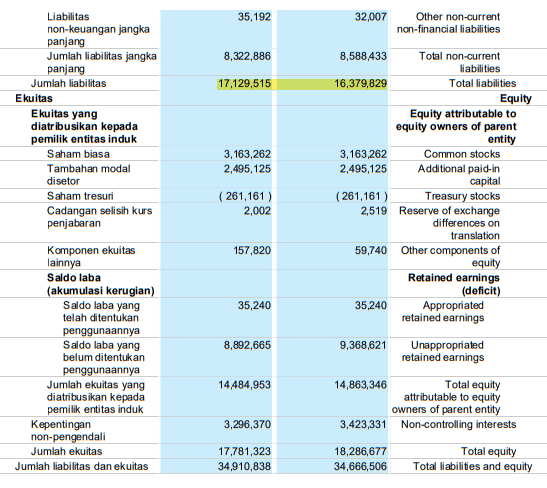 Liabilitas 35,192 32,007 Other non-current
non-keuangan jangka non-financial liabilities
panjang
Jumlah liabilitas jangka 8,322,886 8,588,433 Total non-current
panjang liabilities
Jumlah liabilitas 17,129,515 16,379,829 Total liabilities
Ekuitas Equity
Ekuitas yang Equity attributable to
diatribusikan kepada equity owners of parent
pemilik entitas induk entity
Saham biasa 3,163,262 3,163,262 Common stocks
Tambahan modal 2,495,125 2,495,125 Additional paid-in
disetor capital
Saham tresuri ( 261,161 ) ( 261,161 ) Treasury stocks
Cadangan selisih kurs 2,002 2,519 Reserve of exchange
penjabaran differences on
translation
Komponen ekuitas 157,820 59,740 Other components of
lainnya equity
Saldo laba Retained earnings
(akumulasi kerugian) (deficit)
Saldo laba yang 35,240 35,240 Appropriated
telah ditentukan retained earnings
penggunaannya
Saldo laba yang 8,892,665 9,368,621 Unappropriated
belum ditentukan retained earnings
penggunaannya
Jumlah ekuitas yang 14,484,953 14,863,346 Total equity
diatribusikan kepada attributable to equity
pemilik entitas induk owners of parent entity
Kepentingan 3,296,370 3,423,331 Non-controlling interests
non-pengendali
Jumlah ekuitas 17,781,323 18,286,677 Total equity
Jumlah liabilitas dan ekuitas 34,910,838 34,666,506 Total liabilities and equity